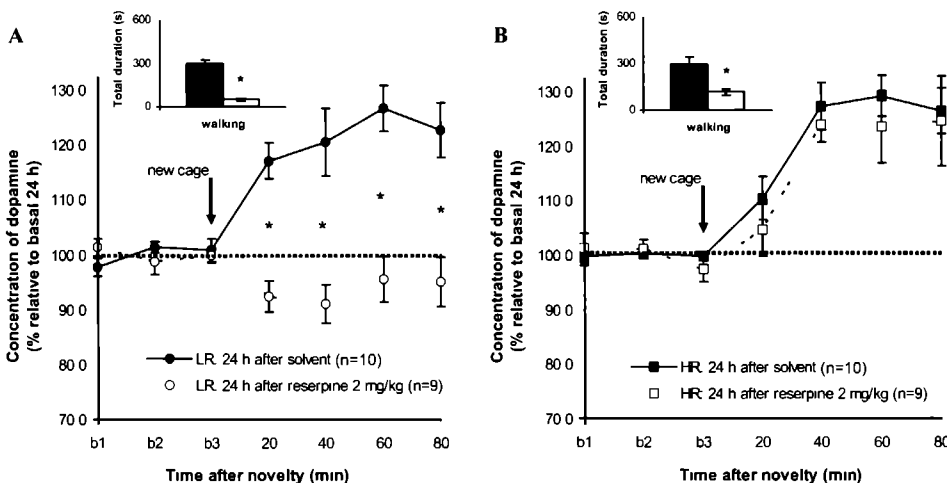 A
Total duration (s)
600
300
0
*
walking
Concentration of dopamine
(% relative to basal 24 h)
130 0
120 0
110 0
100 0
90 0
80 0
70 0
new cage
* * * *
LR. 24 h after solvent (n=10)
LR. 24 h after reserpine 2 mg/kg (n=9)
b1 b2 b3 20 40 60 80
Time after novelty (min)
B
Total duration (s)
600
300
0
*
walking
Concentration of dopamine
(% relative to basal 24 h)
130 0
120 0
110 0
100 0
90 0
80 0
70 0
new cage
HR 24 h after solvent (n=10)
HR 24 h after reserpine 2 mg/kg (n=9)
b1 b2 b3 20 40 60 80
Time after novelty (min)